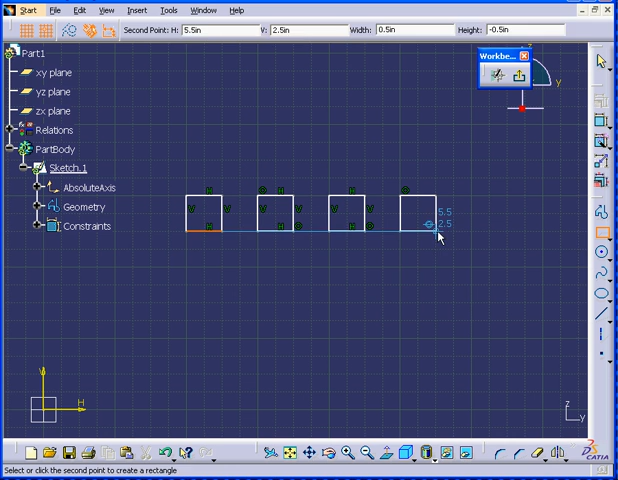 Start File Edit View Insert Tools Window Help
Second Point: H: 5.5in V: 2.5in Width: 0.5in Height: -0.5in
Part1
xy plane
yz plane
zx plane
Relations
PartBody
Sketch.1
AbsoluteAxis
Geometry
Constraints
Workbe...
z
y
H H H
V V V V V V
H H H
5.5
2.5
V
H
z
y
CATIA
Select or click the second point to create a rectangle